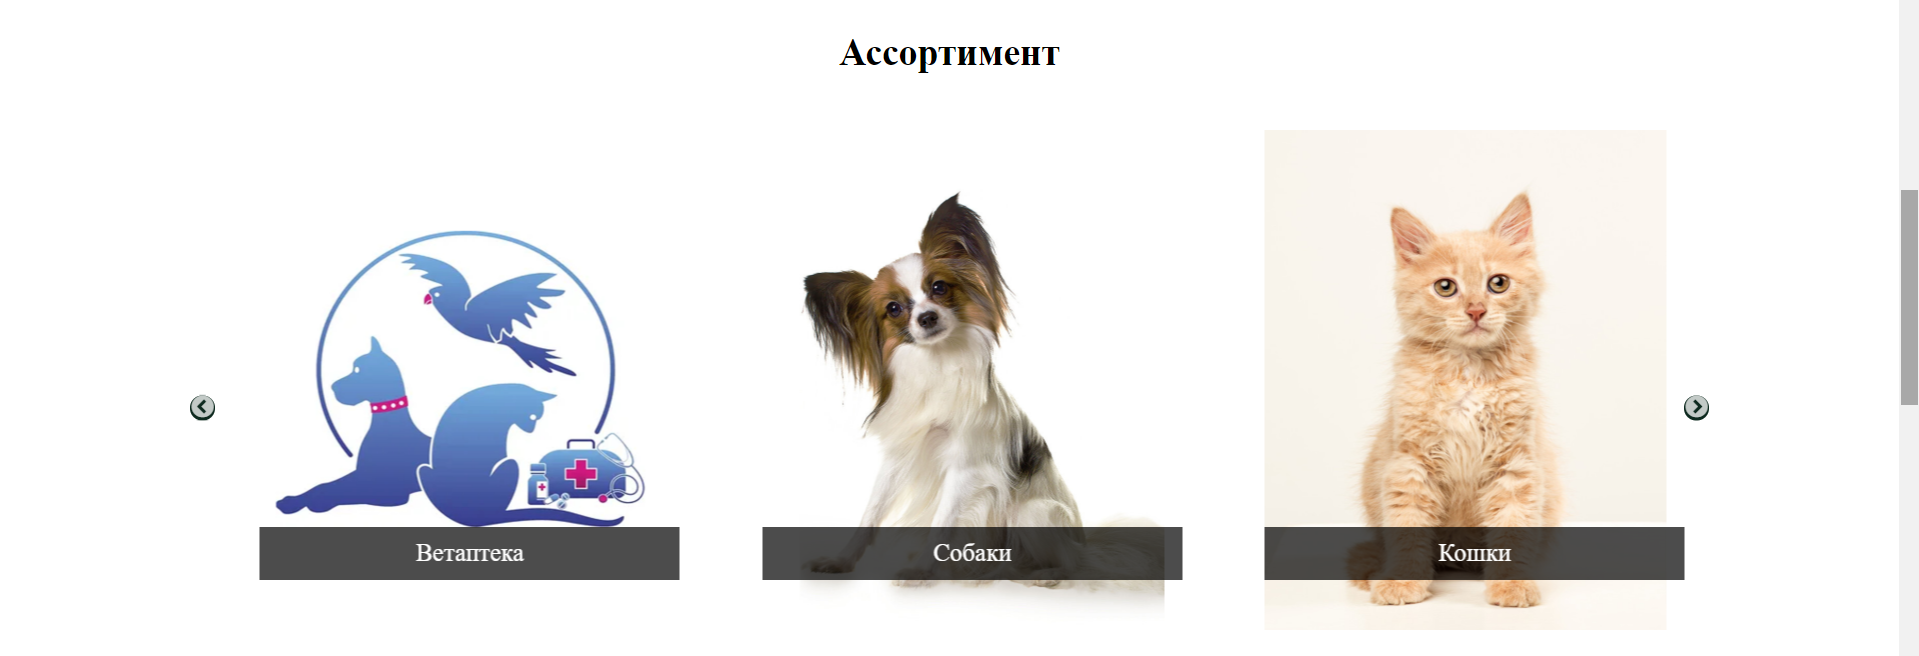 Ассортимент
Ветаптека
Собаки
Кошки